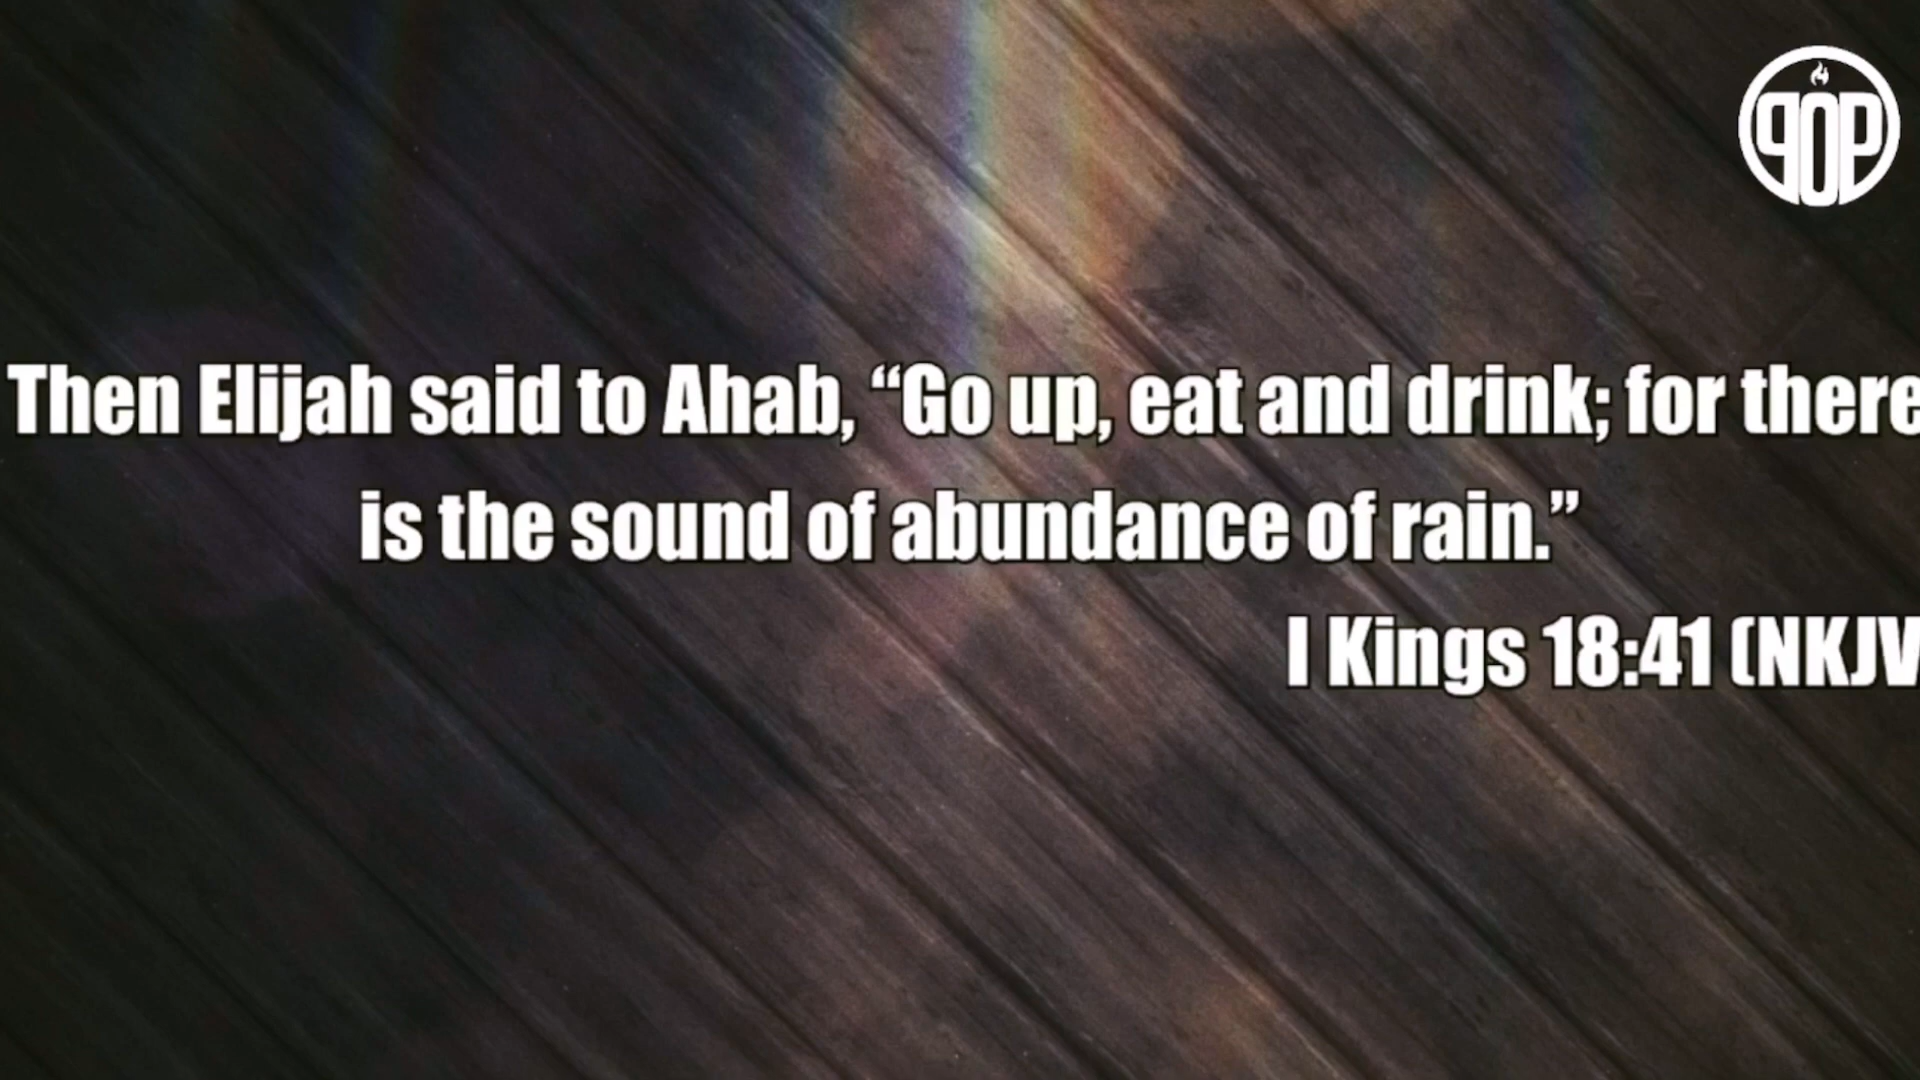 POP
Then Elijah said to Ahab, “Go up, eat and drink; for there
is the sound of abundance of rain.”
I Kings 18:41 (NKJV